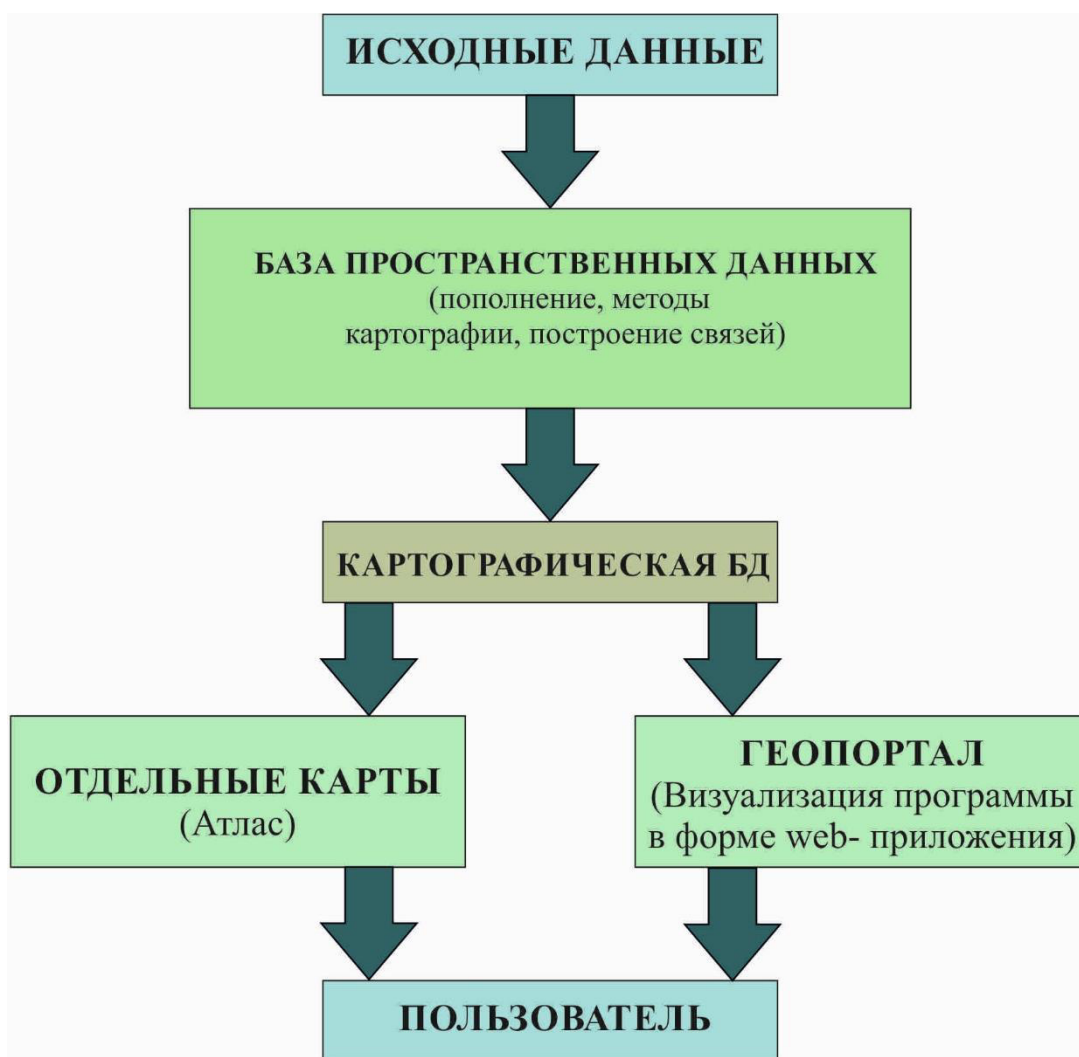 ИСХОДНЫЕ ДАННЫЕ
БАЗА ПРОСТРАНСТВЕННЫХ ДАННЫХ
(пополнение, методы
картографии, построение связей)
КАРТОГРАФИЧЕСКАЯ БД
ОТДЕЛЬНЫЕ КАРТЫ
(Атлас)
ГЕОПОРТАЛ
(Визуализация программы
в форме web- приложения)
ПОЛЬЗОВАТЕЛЬ